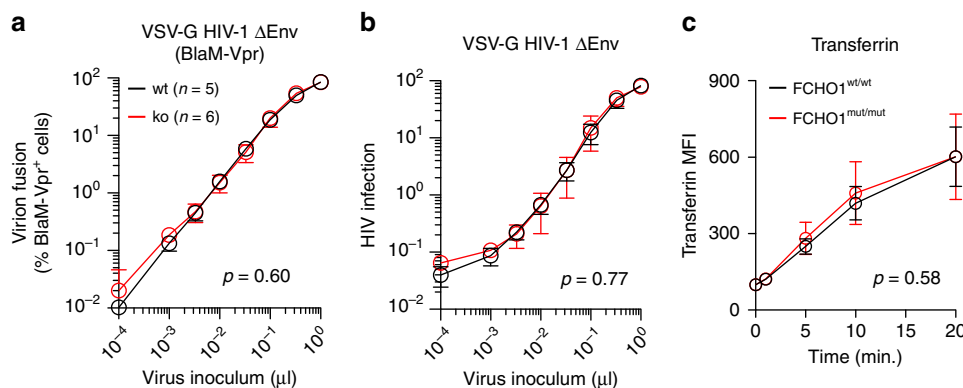 a
VSV-G HIV-1 ΔEnv
(BlaM-Vpr)
Virion fusion
(% BlaM-Vpr⁺ cells)
10²
10¹
10⁰
10⁻¹
10⁻²
wt (n = 5)
ko (n = 6)
p = 0.60
10⁻⁴
10⁻³
10⁻²
10⁻¹
10⁰
Virus inoculum (μl)
b
VSV-G HIV-1 ΔEnv
HIV infection
10²
10¹
10⁰
10⁻¹
10⁻²
p = 0.77
10⁻⁴
10⁻³
10⁻²
10⁻¹
10⁰
Virus inoculum (μl)
c
Transferrin
Transferrin MFI
900
600
300
0
FCHO1ʷᵗ/ʷᵗ
FCHO1ᵐᵘᵗ/ᵐᵘᵗ
p = 0.58
0
5
10
20
Time (min.)